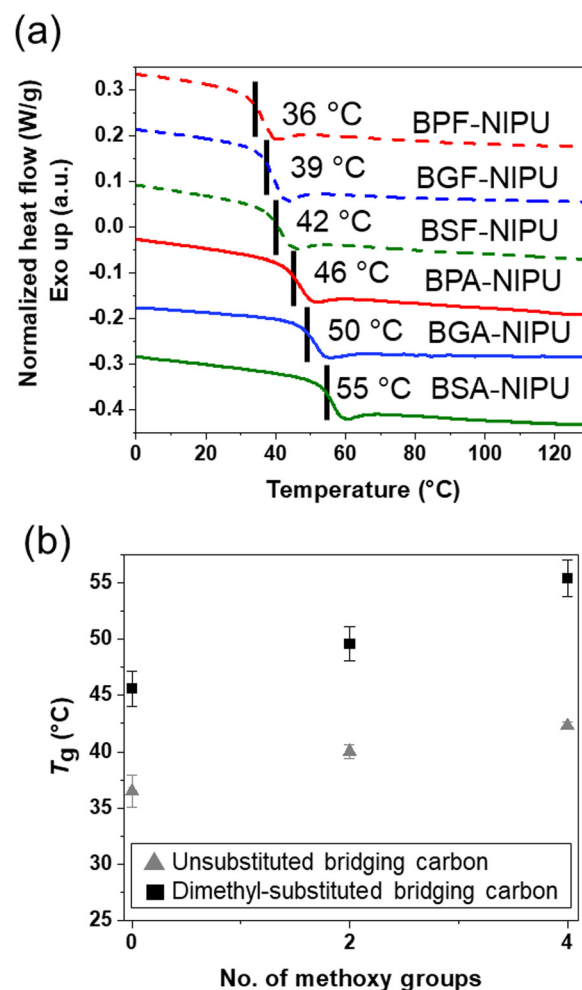 (a)
Normalized heat flow (W/g)
Exo up (a.u.)
0.3
0.2
0.1
0.0
-0.1
-0.2
-0.3
-0.4
36 °C BPF-NIPU
39 °C BGF-NIPU
42 °C BSF-NIPU
46 °C BPA-NIPU
50 °C BGA-NIPU
55 °C BSA-NIPU
0 20 40 60 80 100 120
Temperature (°C)
(b)
Tg (°C)
55
50
45
40
35
30
25
Unsubstituted bridging carbon
Dimethyl-substituted bridging carbon
0 2 4
No. of methoxy groups